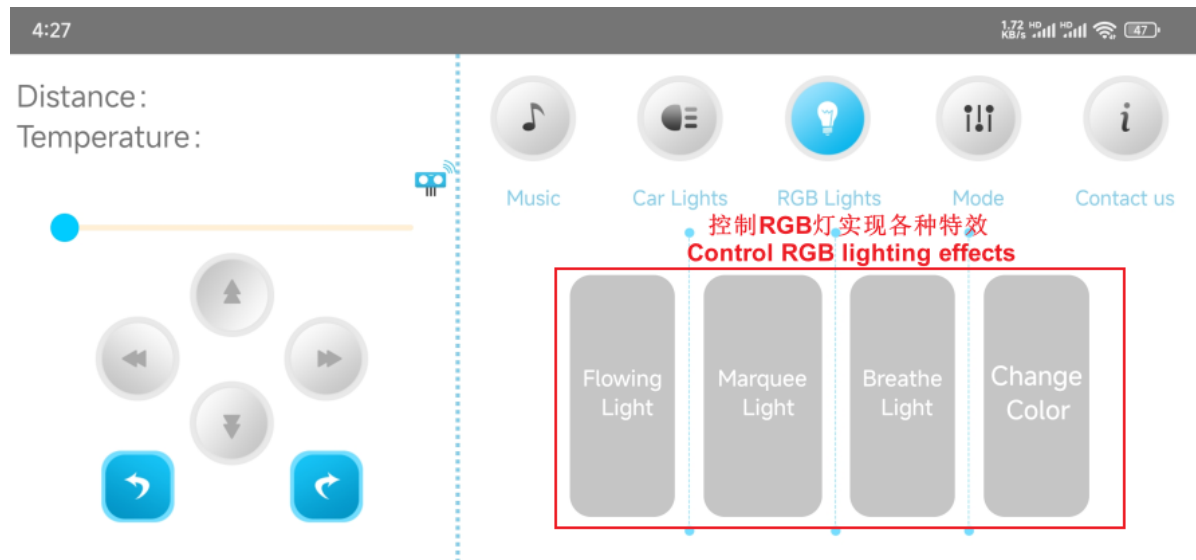 4:27
1.72 KB/s HD HD 47
Distance:
Temperature:
Music
Car Lights
RGB Lights
Mode
Contact us
控制RGB灯实现各种特效
Control RGB lighting effects
Flowing
Light
Marquee
Light
Breathe
Light
Change
Color